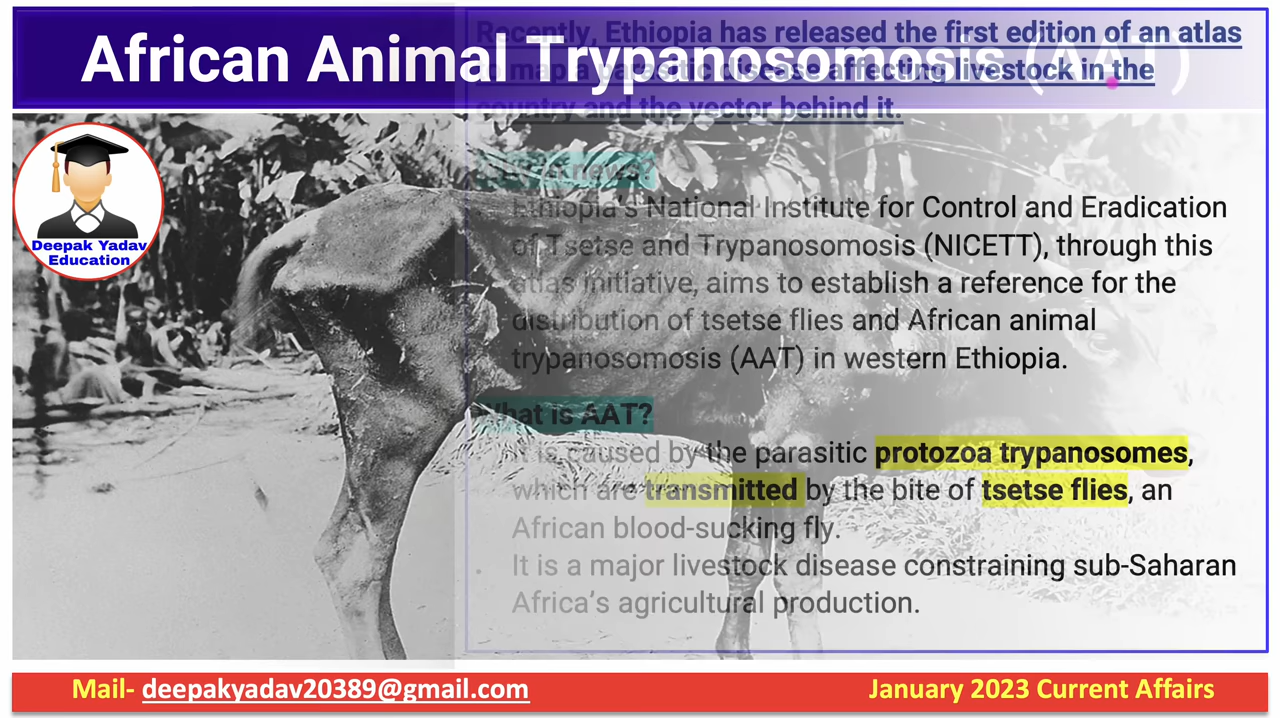 African Animal Trypanosomosis (AAT)
Recently, Ethiopia has released the first edition of an atlas
to map a parasitic disease affecting livestock in the
country and the vector behind it.
news?
Deepak Yadav
Education
Ethiopia's National Institute for Control and Eradication
of Tsetse and Trypanosomosis (NICETT), through this
atlas initiative, aims to establish a reference for the
distribution of tsetse flies and African animal
trypanosomosis (AAT) in western Ethiopia.
What is AAT?
It is caused by the parasitic protozoa trypanosomes,
which are transmitted by the bite of tsetse flies, an
African blood-sucking fly.
It is a major livestock disease constraining sub-Saharan
Africa's agricultural production.
Mail- deepakyadav20389@gmail.com
January 2023 Current Affairs